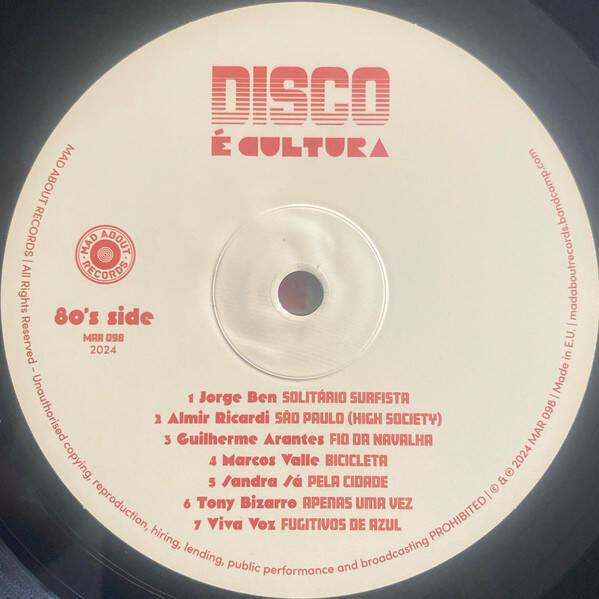 DISCO
É CULTURA
MAD ABOUT RECORDS
80's side
MAR 098
2024
1 Jorge Ben SOLITÁRIO SURFISTA
2 Almir Ricardi SÃO PAULO (HIGH SOCIETY)
3 Guilherme Arantes FIO DA NAVALHA
4 Marcos Valle BICICLETA
5 Sandra Sá PELA CIDADE
6 Tony Bizarro APENAS UMA VEZ
7 Viva Voz FUGITIVOS DE AZUL
MAD ABOUT RECORDS | All Rights Reserved - Unauthorised copying, reproduction, hiring, lending, public performance and broadcasting PROHIBITED | © & ℗ 2024 MAR 098 | Made in E.U. | madaboutrecords.bandcamp.com